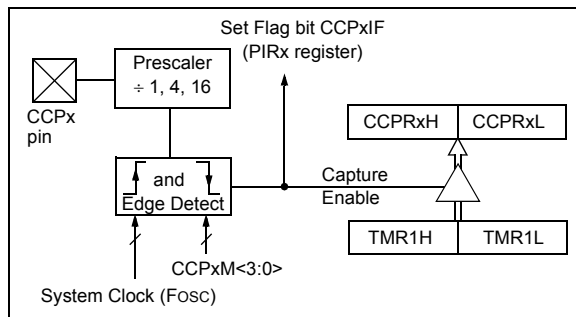 Set Flag bit CCPxIF
(PIRx register)
Prescaler
÷ 1, 4, 16
CCPx
pin
CCPRxH
CCPRxL
and
Edge Detect
Capture
Enable
TMR1H
TMR1L
CCPxM<3:0>
System Clock (FOSC)